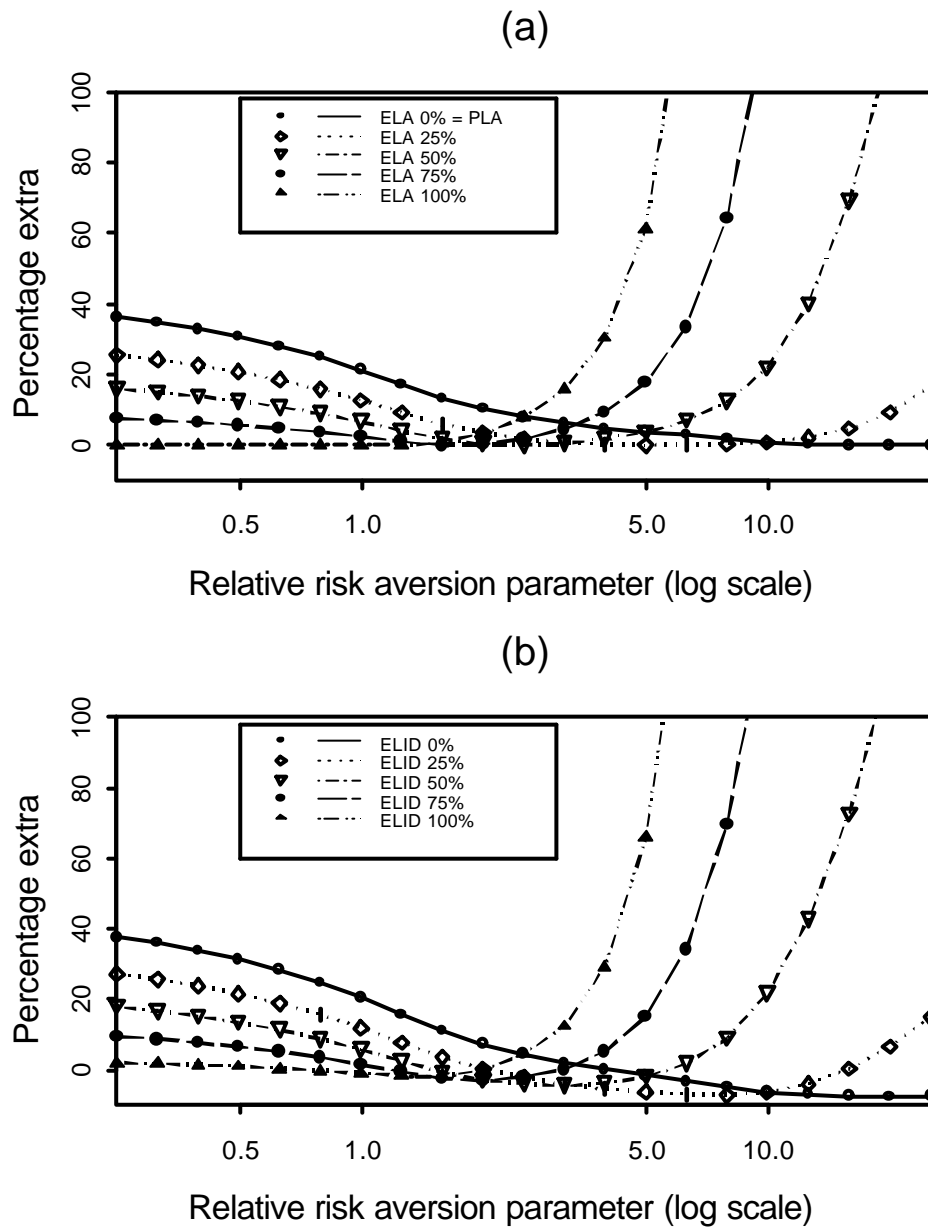 (a)
Percentage extra
100
80
60
40
20
0
ELA 0% = PLA
ELA 25%
ELA 50%
ELA 75%
ELA 100%
0.5 1.0 5.0 10.0
Relative risk aversion parameter (log scale)
(b)
Percentage extra
100
80
60
40
20
0
ELID 0%
ELID 25%
ELID 50%
ELID 75%
ELID 100%
0.5 1.0 5.0 10.0
Relative risk aversion parameter (log scale)